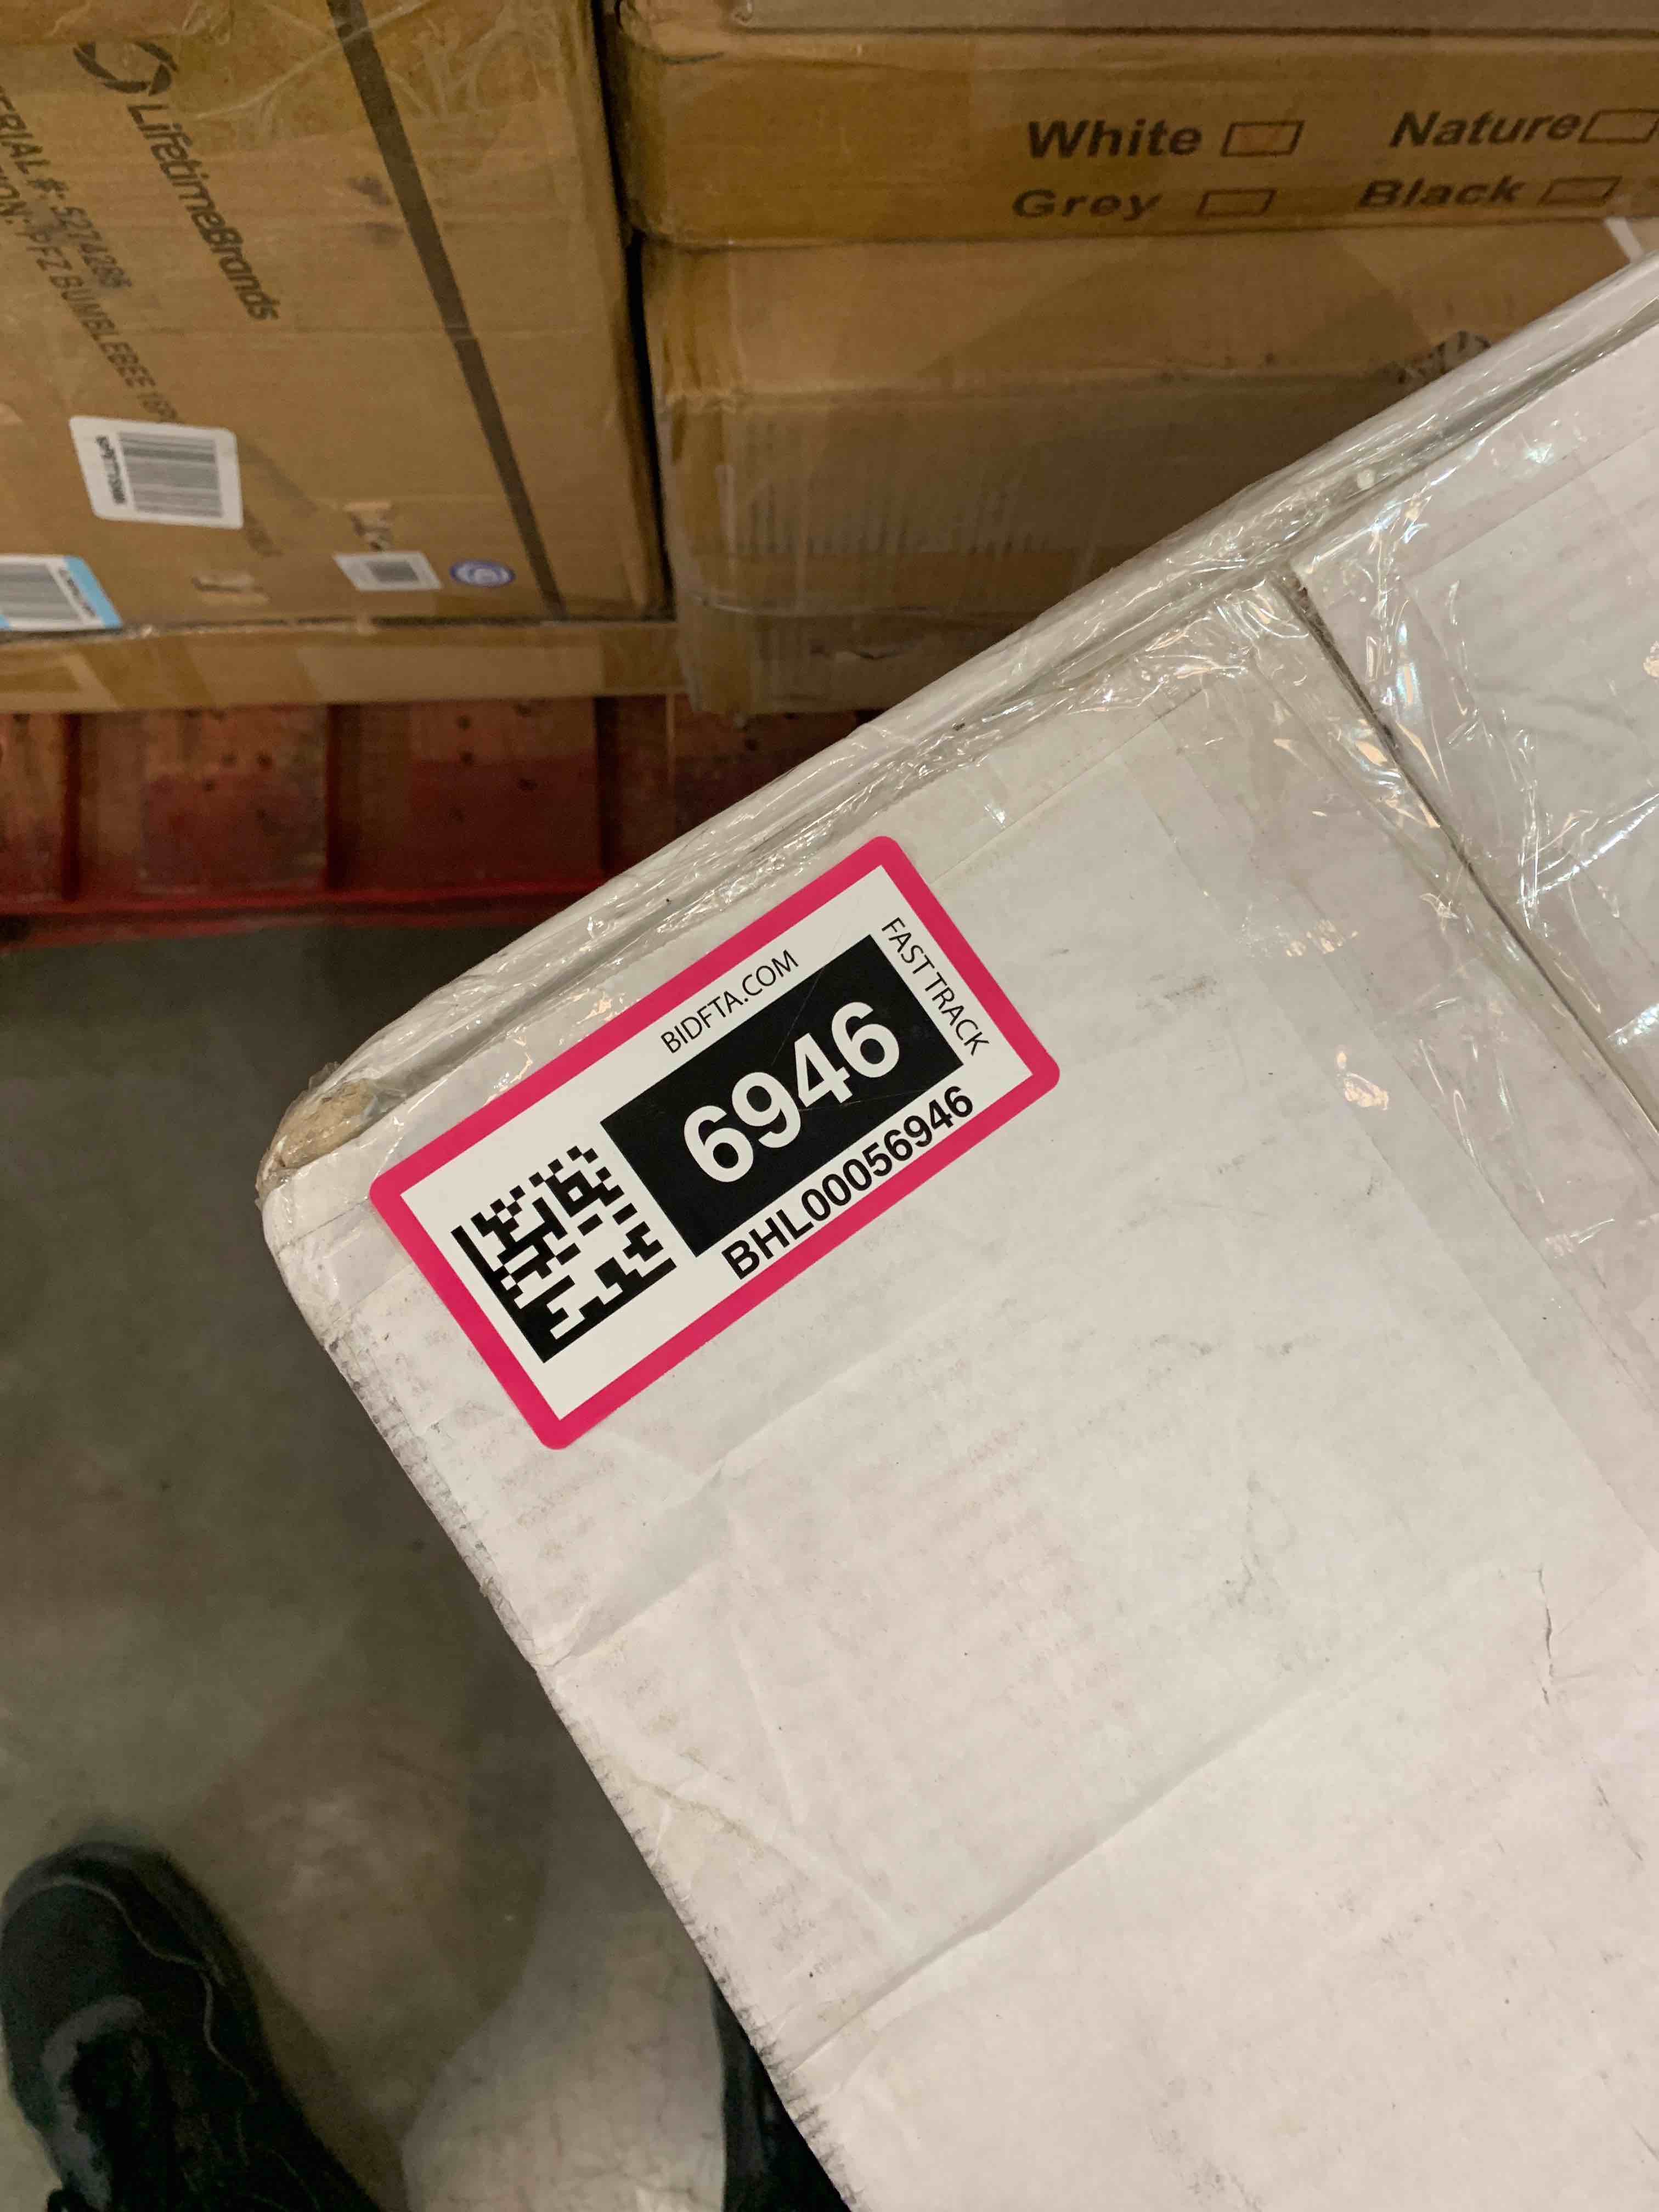 LifetimeBrands
White
Nature
Grey
Black
BIDFTA.COM
FAST TRACK
6946
BHL00056946